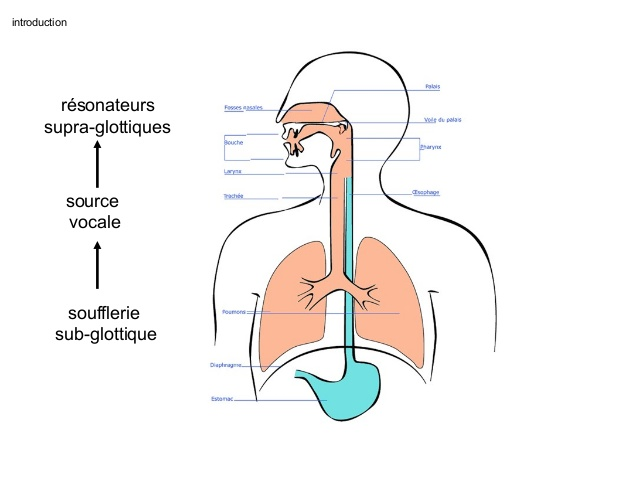 introduction
résonateurs
supra-glottiques
source
vocale
soufflerie
sub-glottique
Palais
Fosses nasales
Voile du palais
Bouche
Pharynx
Larynx
Trachée
Œsophage
Poumons
Diaphragme
Estomac